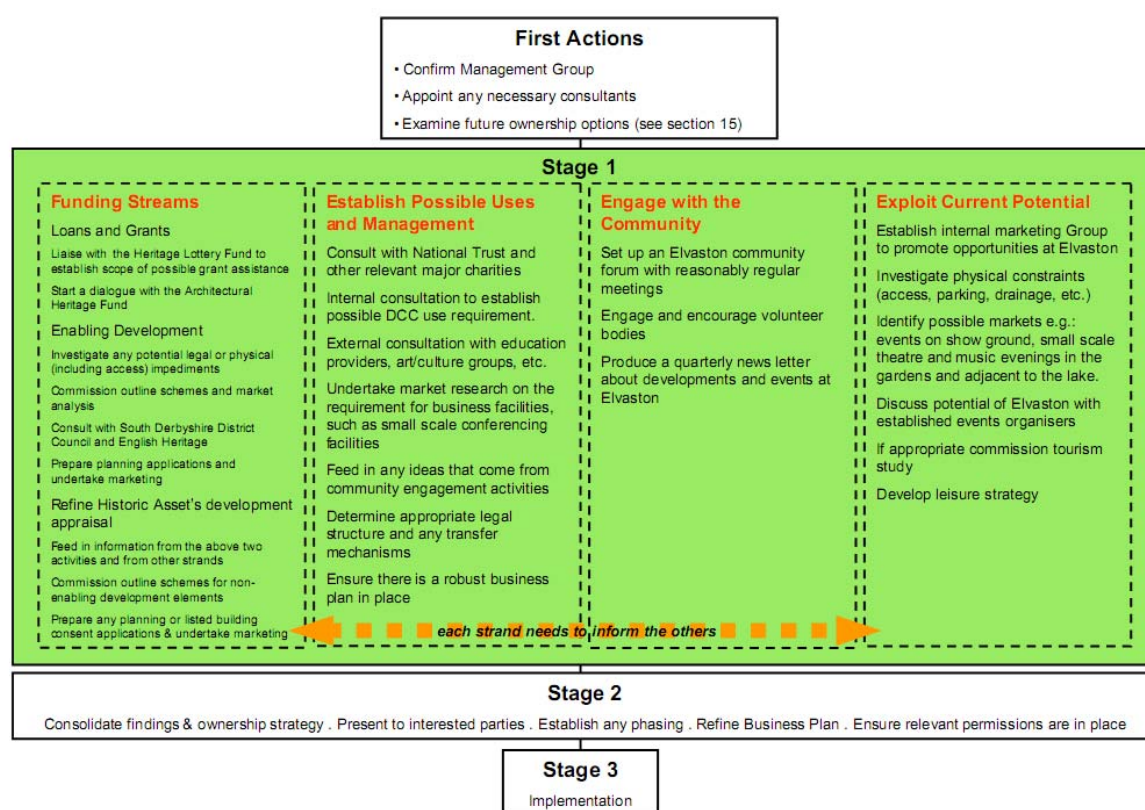 First Actions
• Confirm Management Group
• Appoint any necessary consultants
• Examine future ownership options (see section 15)
Stage 1
Funding Streams
Loans and Grants
Liaise with the Heritage Lottery Fund to
establish scope of possible grant assistance
Start a dialogue with the Architectural
Heritage Fund
Enabling Development
Investigate any potential legal or physical
(including access) impediments
Commission outline schemes and market
analysis
Consult with South Derbyshire District
Council and English Heritage
Prepare planning applications and
undertake marketing
Refine Historic Asset's development
appraisal
Feed in information from the above two
activities and from other strands
Commission outline schemes for non-
enabling development elements
Prepare any planning or listed building
consent applications & undertake marketing
Establish Possible Uses
and Management
Consult with National Trust and
other relevant major charities
Internal consultation to establish
possible DCC use requirement.
External consultation with education
providers, art/culture groups, etc.
Undertake market research on the
requirement for business facilities,
such as small scale conferencing
facilities
Feed in any ideas that come from
community engagement activities
Determine appropriate legal
structure and any transfer
mechanisms
Ensure there is a robust business
plan in place
Engage with the
Community
Set up an Elvaston community
forum with reasonably regular
meetings
Engage and encourage volunteer
bodies
Produce a quarterly news letter
about developments and events at
Elvaston
Exploit Current Potential
Establish internal marketing Group
to promote opportunities at Elvaston
Investigate physical constraints
(access, parking, drainage, etc.)
Identify possible markets e.g.:
events on show ground, small scale
theatre and music evenings in the
gardens and adjacent to the lake.
Discuss potential of Elvaston with
established events organisers
If appropriate commission tourism
study
Develop leisure strategy
each strand needs to inform the others
Stage 2
Consolidate findings & ownership strategy . Present to interested parties . Establish any phasing . Refine Business Plan . Ensure relevant permissions are in place
Stage 3
Implementation